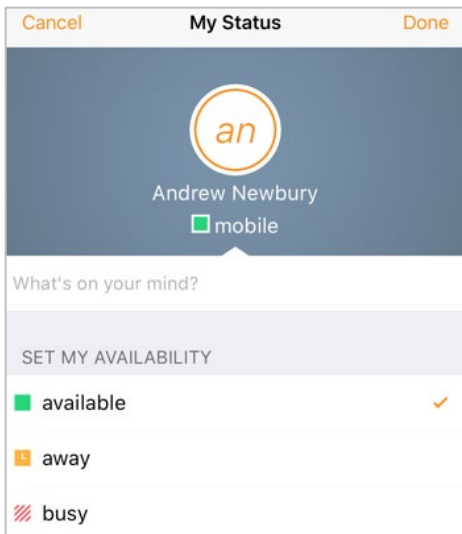 Cancel My Status Done
an
Andrew Newbury
mobile
What's on your mind?
SET MY AVAILABILITY
available
away
busy